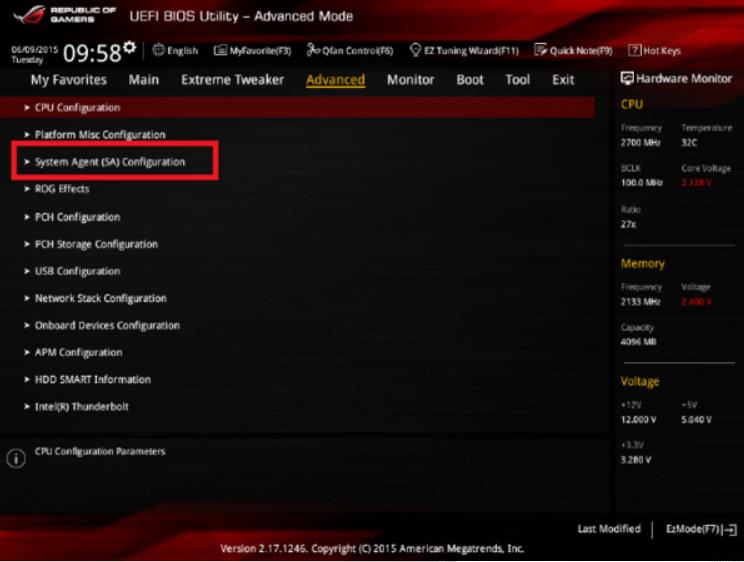 REPUBLIC OF GAMERS
UEFI BIOS Utility – Advanced Mode
06/09/2015
Tuesday
09:58
English
MyFavorite(F3)
Qfan Control(F6)
EZ Tuning Wizard(F11)
Quick Note(F9)
? Hot Keys
My Favorites Main Extreme Tweaker Advanced Monitor Boot Tool Exit
> CPU Configuration
> Platform Misc Configuration
> System Agent (SA) Configuration
> ROG Effects
> PCH Configuration
> PCH Storage Configuration
> USB Configuration
> Network Stack Configuration
> Onboard Devices Configuration
> APM Configuration
> HDD SMART Information
> Intel(R) Thunderbolt
i CPU Configuration Parameters
Hardware Monitor
CPU
Frequency Temperature
2700 MHz 32C
BCLK Core Voltage
100.0 MHz 2.128 V
Ratio
27x
Memory
Frequency Voltage
2133 MHz 2.400 V
Capacity
4096 MB
Voltage
+12V +5V
12.000 V 5.040 V
+3.3V
3.280 V
Last Modified EzMode(F7)
Version 2.17.1246. Copyright (C) 2015 American Megatrends, Inc.